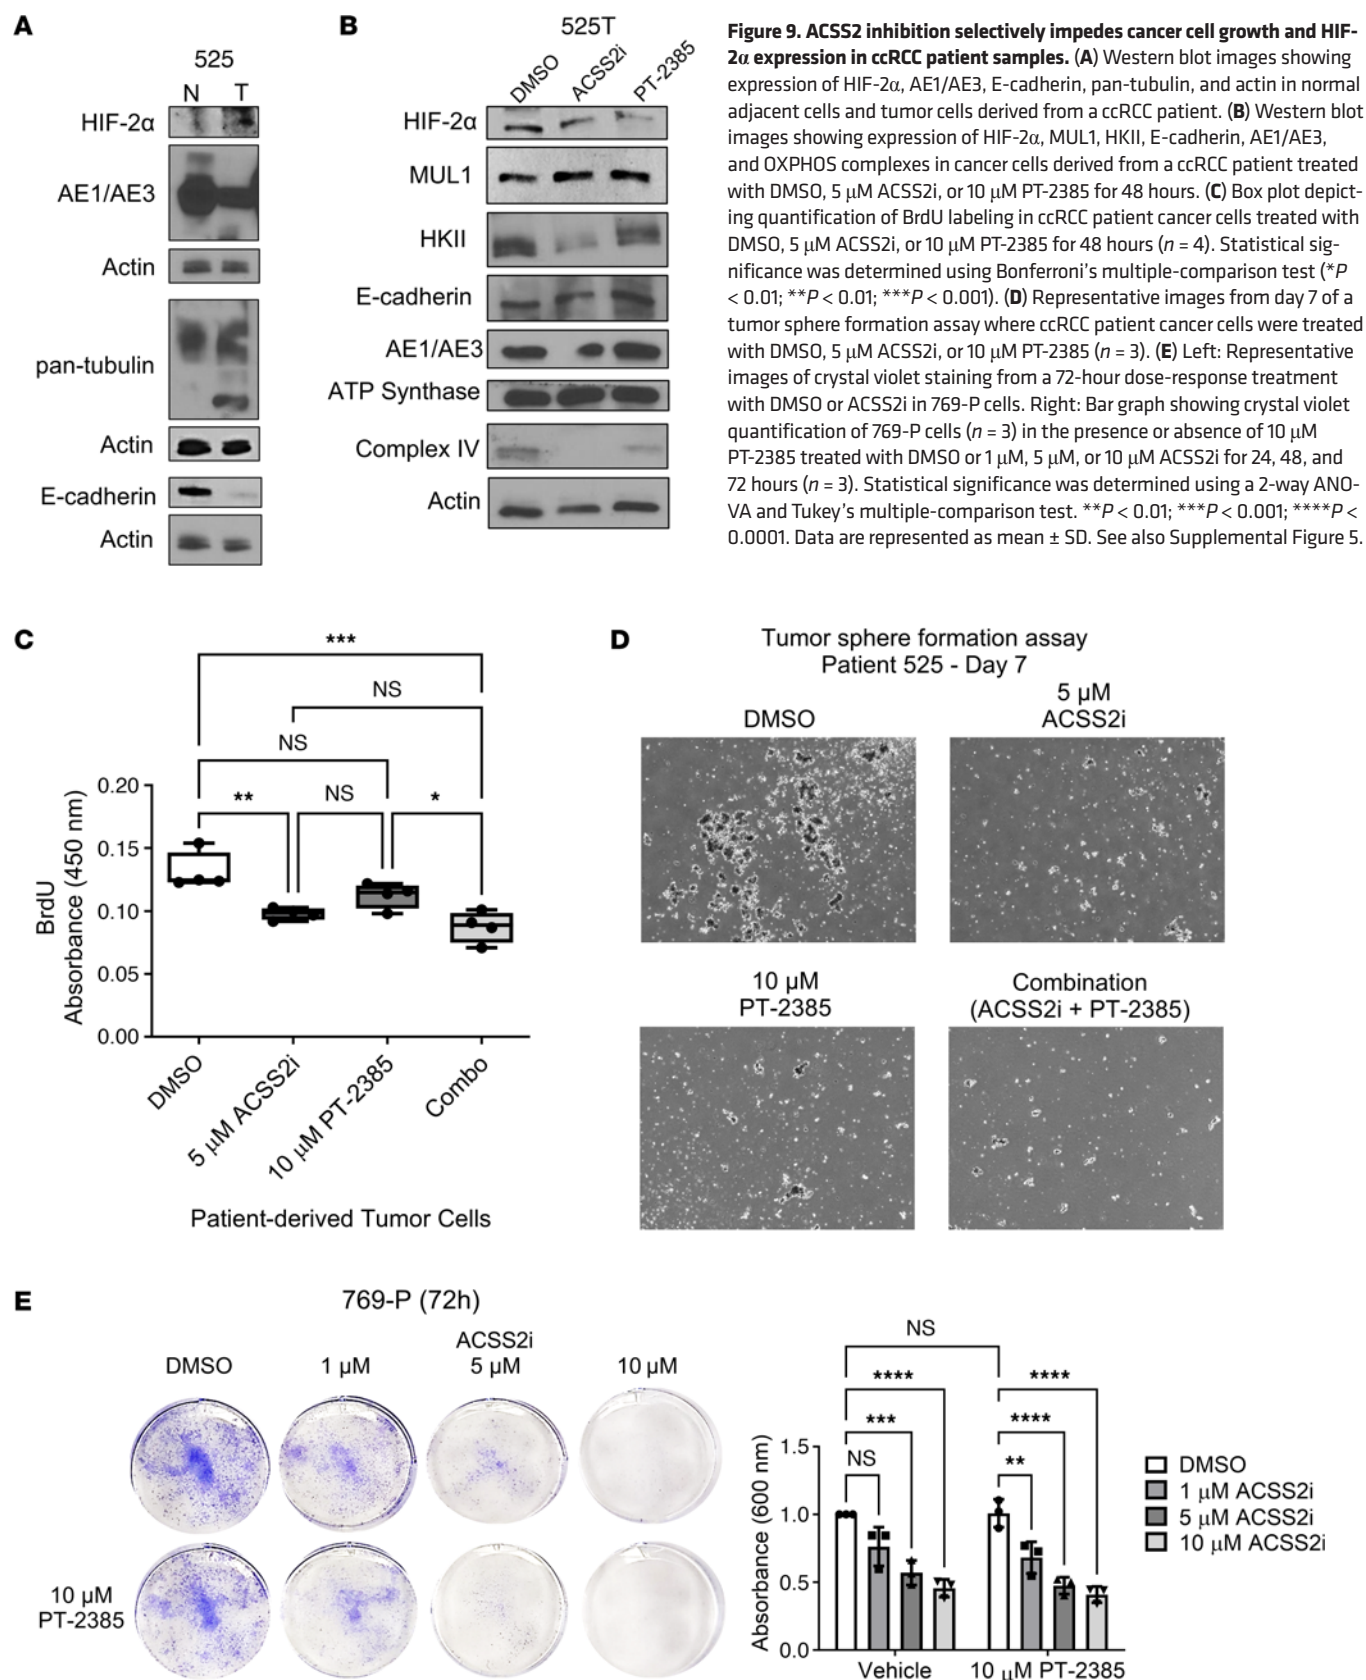 A
525
N T
HIF-2α
AE1/AE3
Actin
pan-tubulin
Actin
E-cadherin
Actin
B
525T
DMSO
ACSS2i
PT-2385
HIF-2α
MUL1
HKII
E-cadherin
AE1/AE3
ATP Synthase
Complex IV
Actin
Figure 9. ACSS2 inhibition selectively impedes cancer cell growth and HIF-
2α expression in ccRCC patient samples. (A) Western blot images showing
expression of HIF-2α, AE1/AE3, E-cadherin, pan-tubulin, and actin in normal
adjacent cells and tumor cells derived from a ccRCC patient. (B) Western blot
images showing expression of HIF-2α, MUL1, HKII, E-cadherin, AE1/AE3,
and OXPHOS complexes in cancer cells derived from a ccRCC patient treated
with DMSO, 5 μM ACSS2i, or 10 μM PT-2385 for 48 hours. (C) Box plot depict-
ing quantification of BrdU labeling in ccRCC patient cancer cells treated with
DMSO, 5 μM ACSS2i, or 10 μM PT-2385 for 48 hours (n = 4). Statistical sig-
nificance was determined using Bonferroni's multiple-comparison test (*P
< 0.01; **P < 0.01; ***P < 0.001). (D) Representative images from day 7 of a
tumor sphere formation assay where ccRCC patient cancer cells were treated
with DMSO, 5 μM ACSS2i, or 10 μM PT-2385 (n = 3). (E) Left: Representative
images of crystal violet staining from a 72-hour dose-response treatment
with DMSO or ACSS2i in 769-P cells. Right: Bar graph showing crystal violet
quantification of 769-P cells (n = 3) in the presence or absence of 10 μM
PT-2385 treated with DMSO or 1 μM, 5 μM, or 10 μM ACSS2i for 24, 48, and
72 hours (n = 3). Statistical significance was determined using a 2-way ANO-
VA and Tukey's multiple-comparison test. **P < 0.01; ***P < 0.001; ****P <
0.0001. Data are represented as mean ± SD. See also Supplemental Figure 5.
C
***
NS
NS
** NS *
BrdU
Absorbance (450 nm)
0.20
0.15
0.10
0.05
0.00
DMSO
5 μM ACSS2i
10 μM PT-2385
Combo
Patient-derived Tumor Cells
D
Tumor sphere formation assay
Patient 525 - Day 7
DMSO
5 μM
ACSS2i
10 μM
PT-2385
Combination
(ACSS2i + PT-2385)
E
769-P (72h)
ACSS2i
DMSO 1 μM 5 μM 10 μM
10 μM
PT-2385
NS
**** ****
*** ****
NS **
Absorbance (600 nm)
1.5
1.0
0.5
0.0
Vehicle 10 μM PT-2385
DMSO
1 μM ACSS2i
5 μM ACSS2i
10 μM ACSS2i